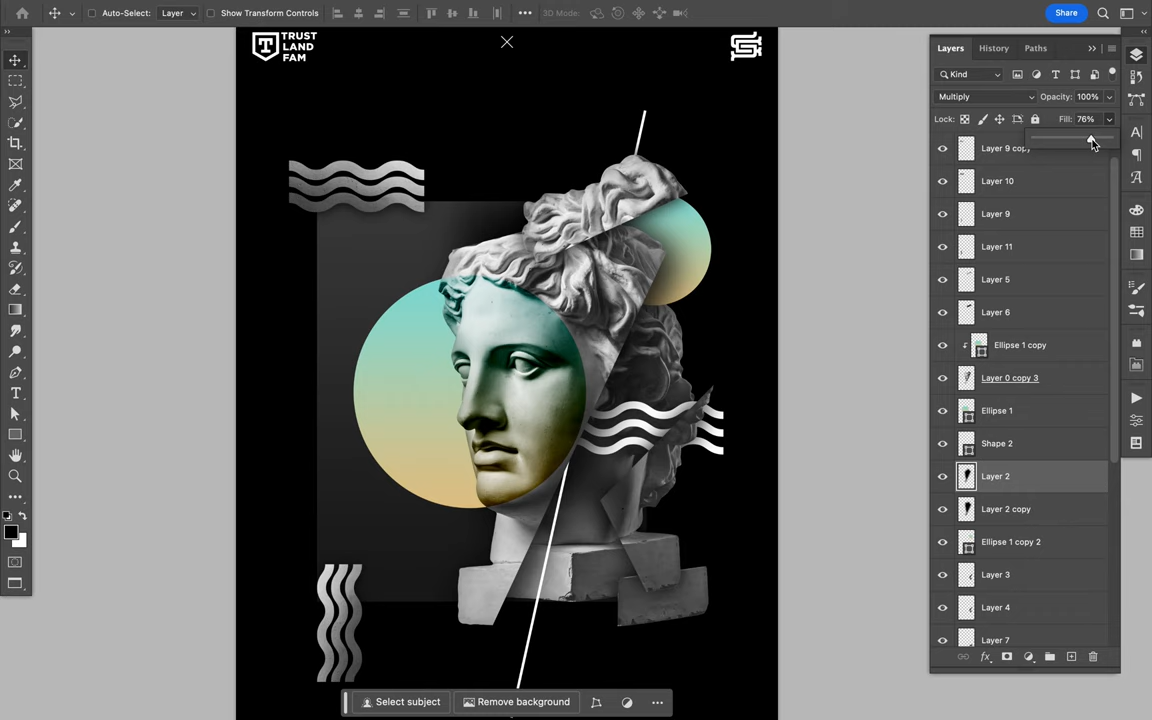 Auto-Select: Layer Show Transform Controls ••• 3D Mode: Share
TRUST
LAND
FAM
Layers History Paths
Kind
Multiply Opacity: 100%
Lock: Fill: 76%
Layer 9 copy
Layer 10
Layer 9
Layer 11
Layer 5
Layer 6
Ellipse 1 copy
Layer 0 copy 3
Ellipse 1
Shape 2
Layer 2
Layer 2 copy
Ellipse 1 copy 2
Layer 3
Layer 4
Layer 7
Select subject Remove background